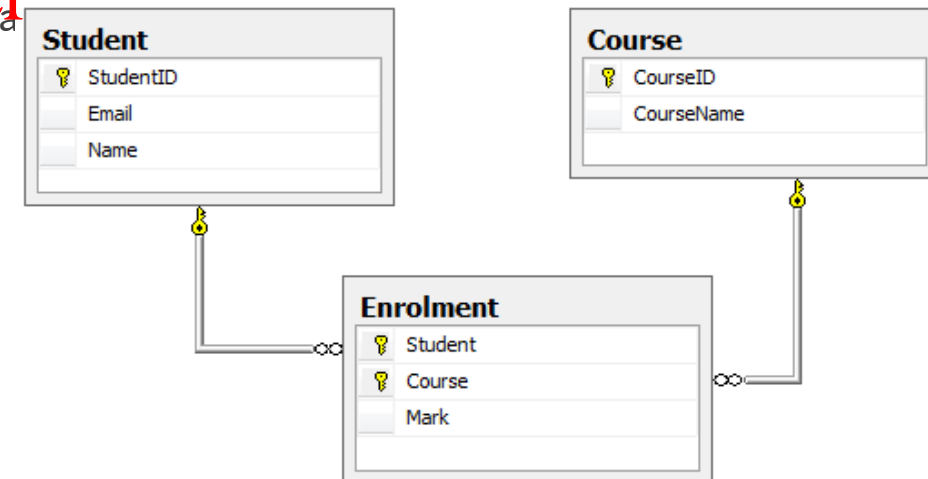 Student
StudentID
Email
Name
Course
CourseID
CourseName
Enrolment
Student
Course
Mark